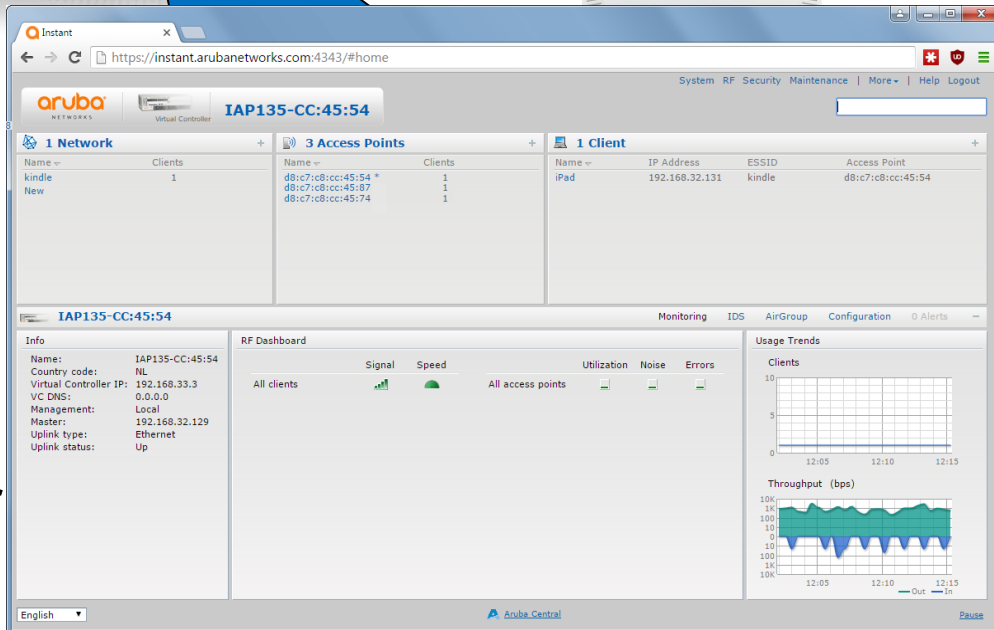 Instant
https://instant.arubanetworks.com:4343/#home
System RF Security Maintenance | More | Help Logout
aruba NETWORKS Virtual Controller IAP135-CC:45:54
1 Network + 3 Access Points + 1 Client +
Name Clients Name Clients Name IP Address ESSID Access Point
kindle 1 d8:c7:c8:cc:45:54 * 1 iPad 192.168.32.131 kindle d8:c7:c8:cc:45:54
New d8:c7:c8:cc:45:87 1
d8:c7:c8:cc:45:74 1
IAP135-CC:45:54 Monitoring IDS AirGroup Configuration 0 Alerts −
Info
Name: IAP135-CC:45:54
Country code: NL
Virtual Controller IP: 192.168.33.3
VC DNS: 0.0.0.0
Management: Local
Master: 192.168.32.129
Uplink type: Ethernet
Uplink status: Up
RF Dashboard
Signal Speed Utilization Noise Errors
All clients All access points
Usage Trends
Clients
10
5
0
12:05 12:10 12:15
Throughput (bps)
10K
1K
100
10
0
10
100
1K
10K
12:05 12:10 12:15
Out In
English Aruba Central Pause